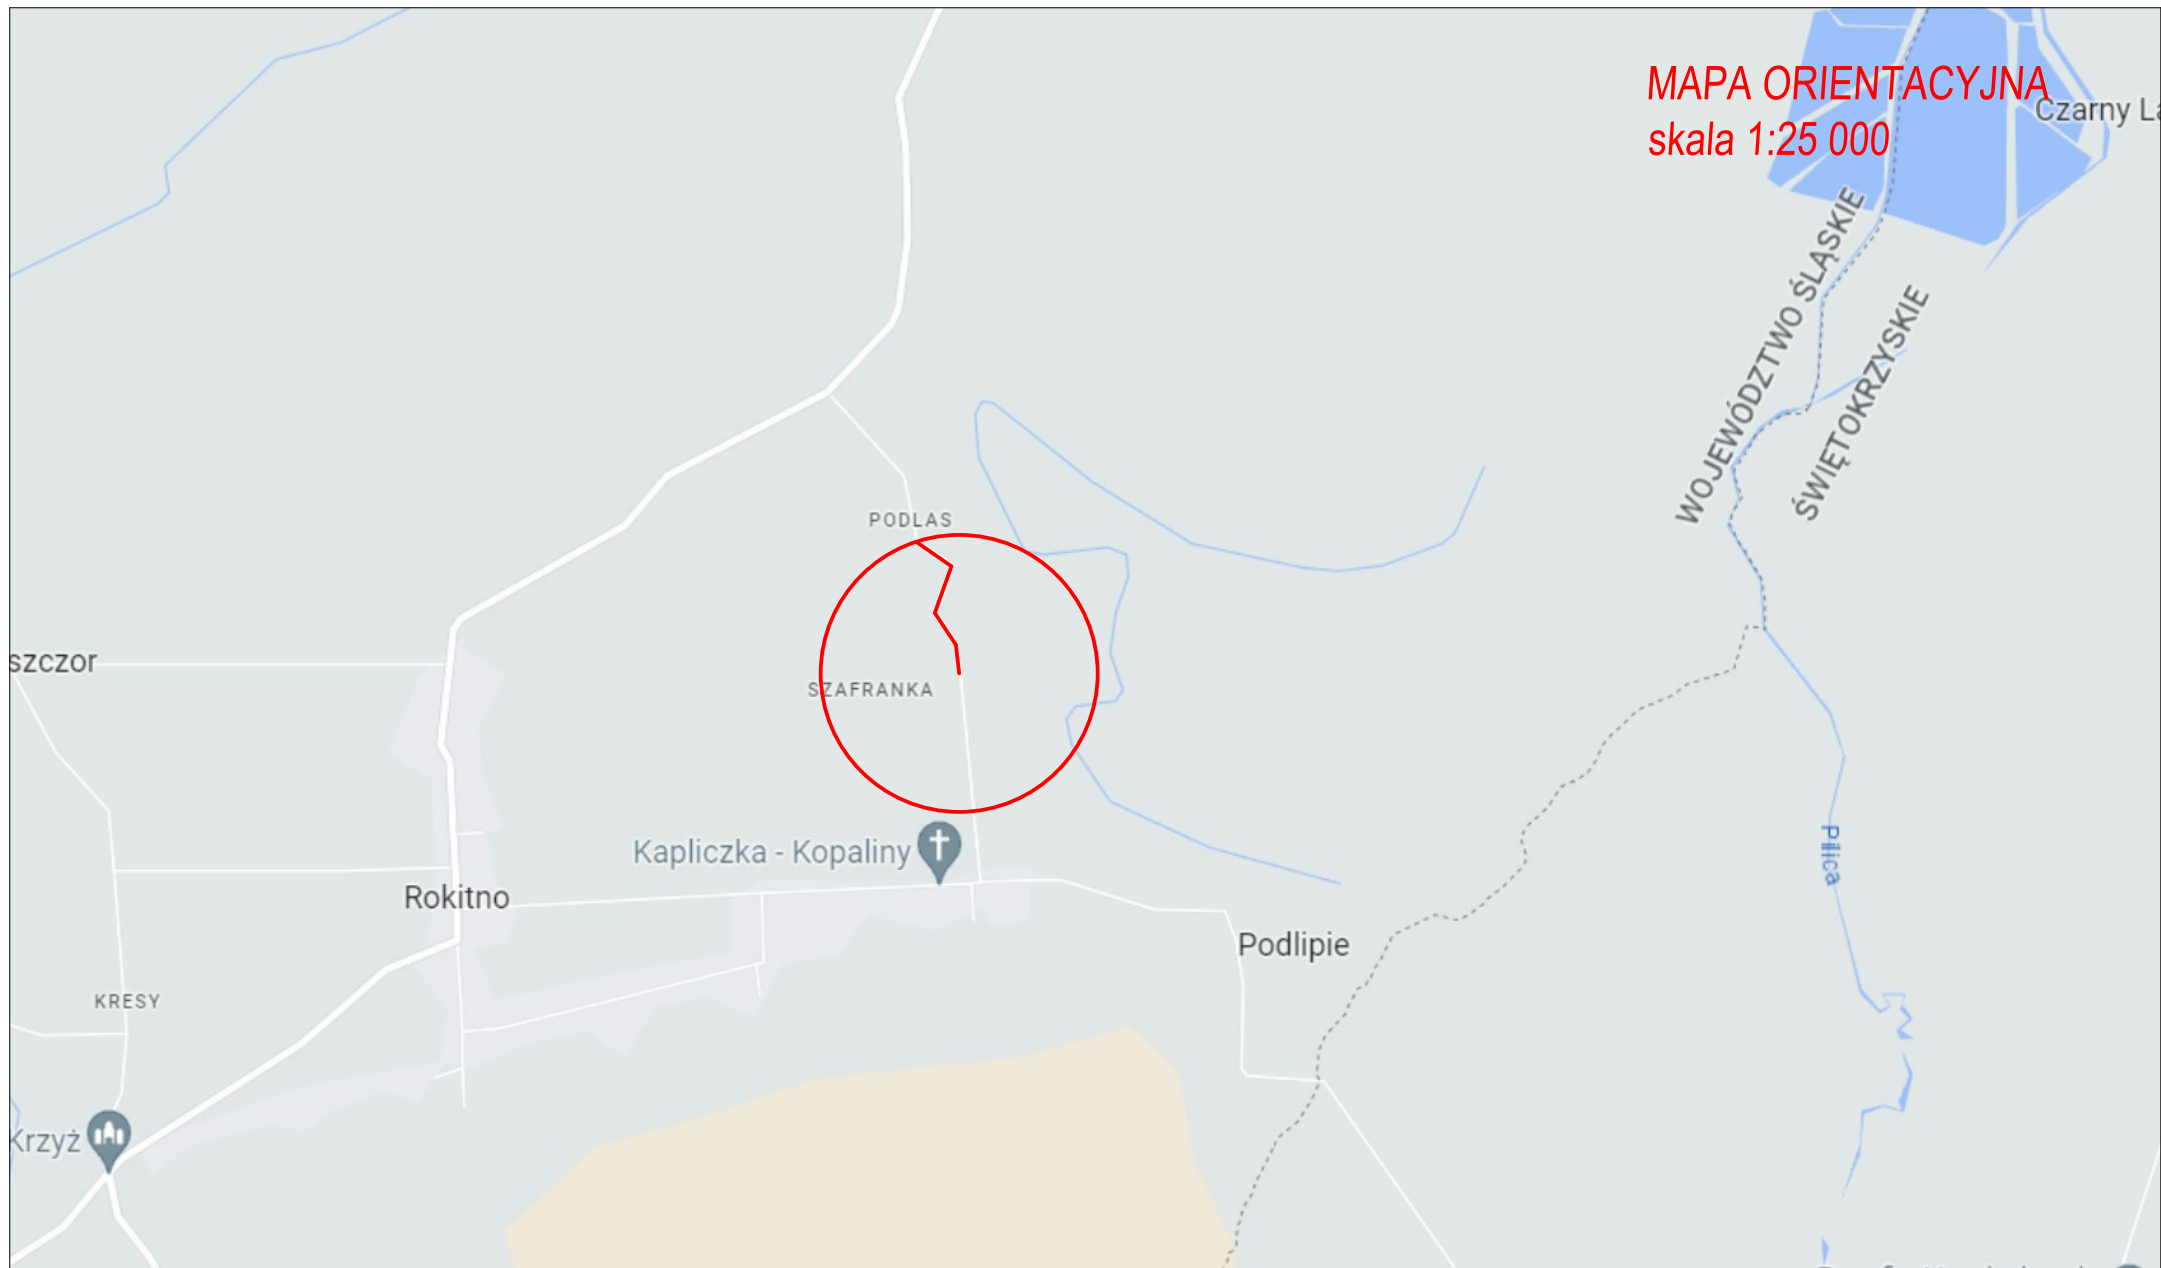 MAPA ORIENTACYJNA
skala 1:25 000
Czarny La
WOJEWÓDZTWO ŚLĄSKIE
ŚWIĘTOKRZYSKIE
PODLAS
szczor
SZAFRANKA
Kapliczka - Kopaliny
Pilica
Rokitno
Podlipie
KRESY
Krzyż